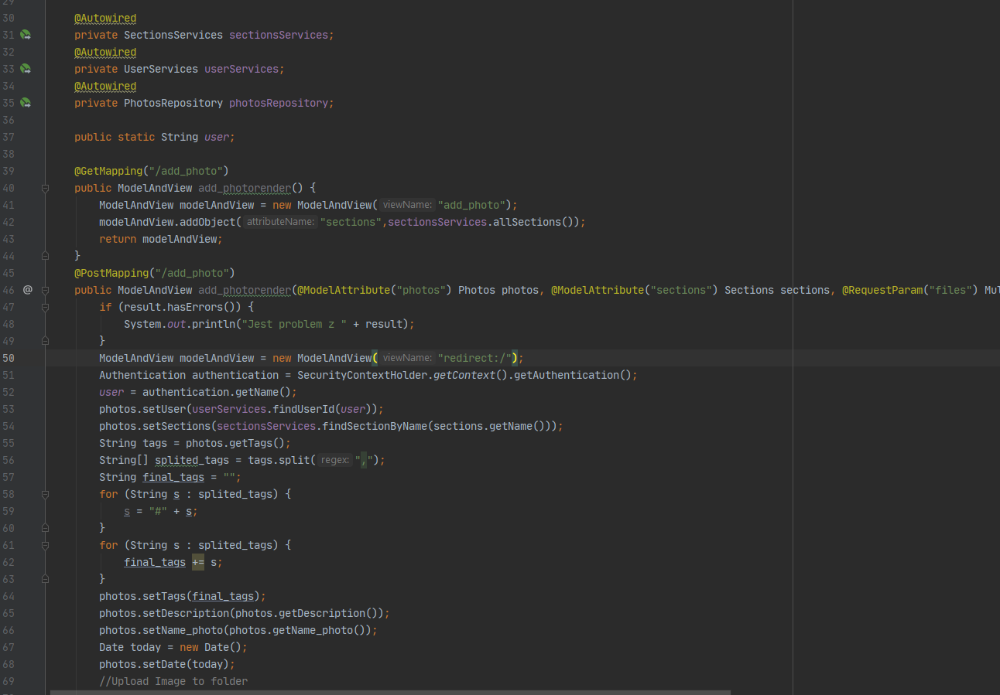 29
30 @Autowired
31 private SectionsServices sectionsServices;
32 @Autowired
33 private UserServices userServices;
34 @Autowired
35 private PhotosRepository photosRepository;
36
37 public static String user;
38
39 @GetMapping("/add_photo")
40 public ModelAndView add_photorender() {
41 ModelAndView modelAndView = new ModelAndView( viewName: "add_photo");
42 modelAndView.addObject( attributeName: "sections",sectionsServices.allSections());
43 return modelAndView;
44 }
45 @PostMapping("/add_photo")
46 @ public ModelAndView add_photorender(@ModelAttribute("photos") Photos photos, @ModelAttribute("sections") Sections sections, @RequestParam("files") Mul
47 if (result.hasErrors()) {
48 System.out.println("Jest problem z " + result);
49 }
50 ModelAndView modelAndView = new ModelAndView( viewName: "redirect:/");
51 Authentication authentication = SecurityContextHolder.getContext().getAuthentication();
52 user = authentication.getName();
53 photos.setUser(userServices.findUserId(user));
54 photos.setSections(sectionsServices.findSectionByName(sections.getName()));
55 String tags = photos.getTags();
56 String[] splited_tags = tags.split( regex: ",");
57 String final_tags = "";
58 for (String s : splited_tags) {
59 s = "#" + s;
60 }
61 for (String s : splited_tags) {
62 final_tags += s;
63 }
64 photos.setTags(final_tags);
65 photos.setDescription(photos.getDescription());
66 photos.setName_photo(photos.getName_photo());
67 Date today = new Date();
68 photos.setDate(today);
69 //Upload Image to folder